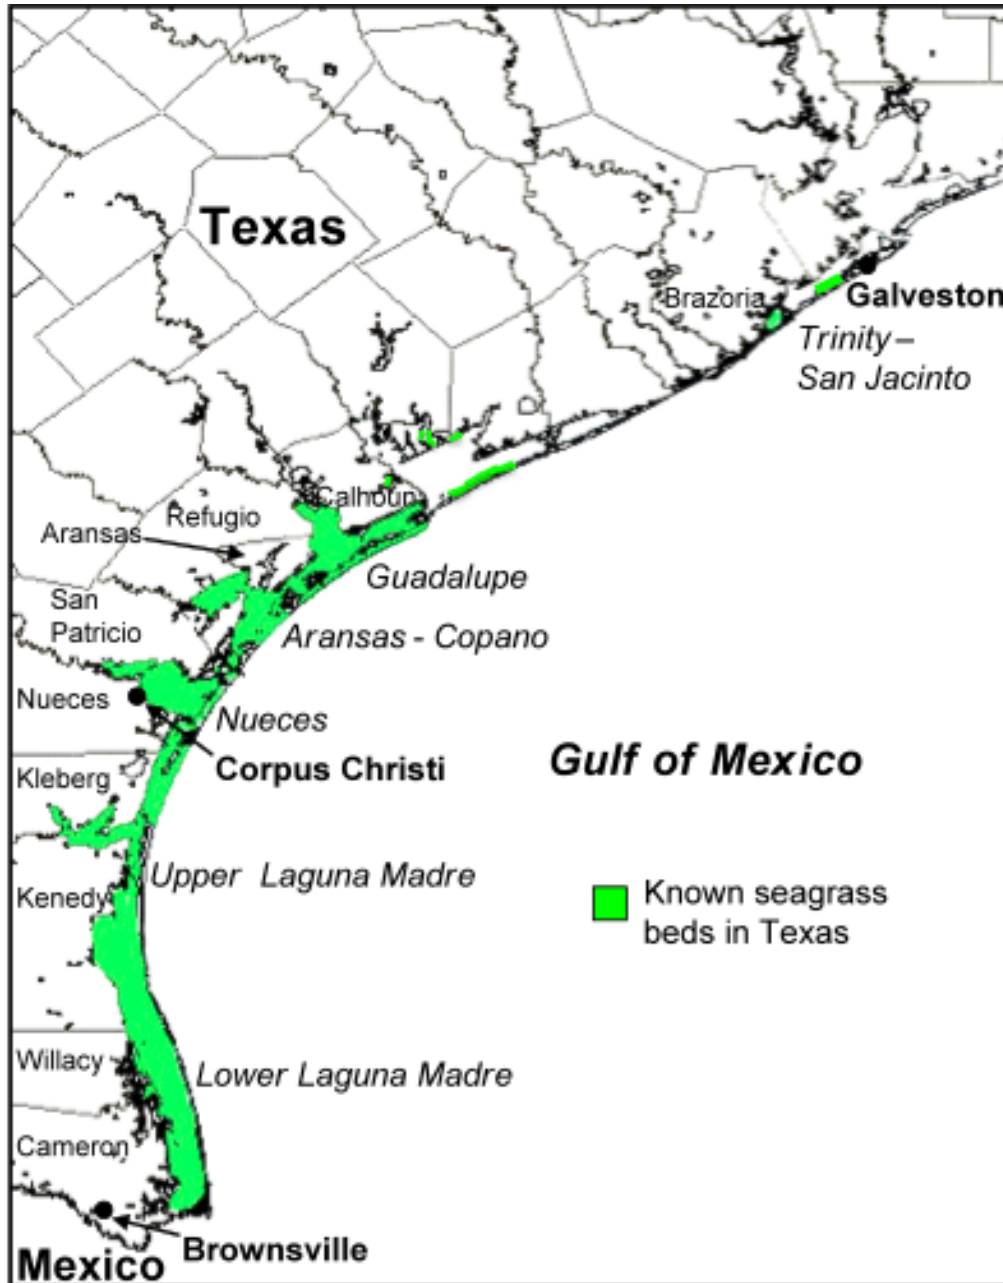 Texas
Brazoria
Galveston
Trinity–
San Jacinto
Calhoun
Refugio
Aransas
Guadalupe
San
Patricio
Aransas - Copano
Nueces
Nueces
Corpus Christi
Gulf of Mexico
Kleberg
Upper Laguna Madre
Kenedy
Known seagrass
beds in Texas
Willacy
Lower Laguna Madre
Cameron
Brownsville
Mexico